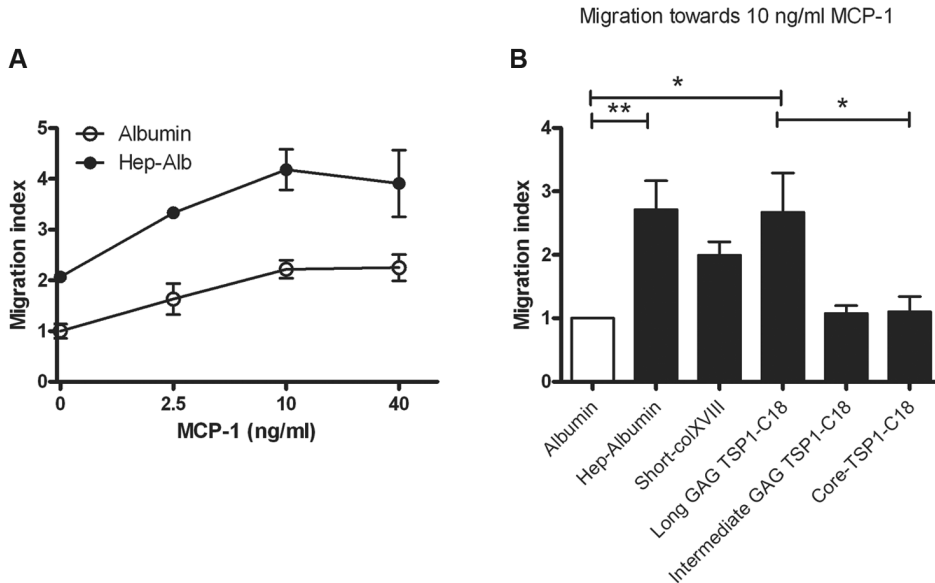 Migration towards 10 ng/ml MCP-1
A
B
Albumin
Hep-Alb
Migration index
5
4
3
2
1
0
0
2.5
10
40
MCP-1 (ng/ml)
*
**
*
Migration index
4
3
2
1
0
Albumin
Hep-Albumin
Short-colXVIII
Long GAG TSP1-C18
Intermediate GAG TSP1-C18
Core-TSP1-C18